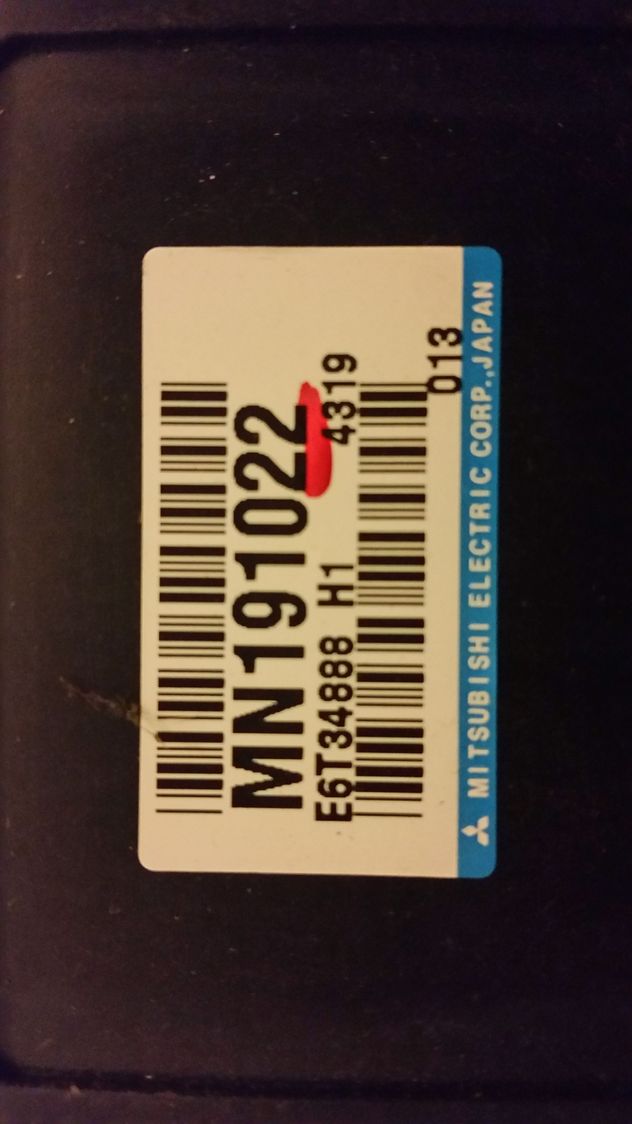 MN191022
E6T34888 H1 4319
013
MITSUBISHI ELECTRIC CORP.,JAPAN